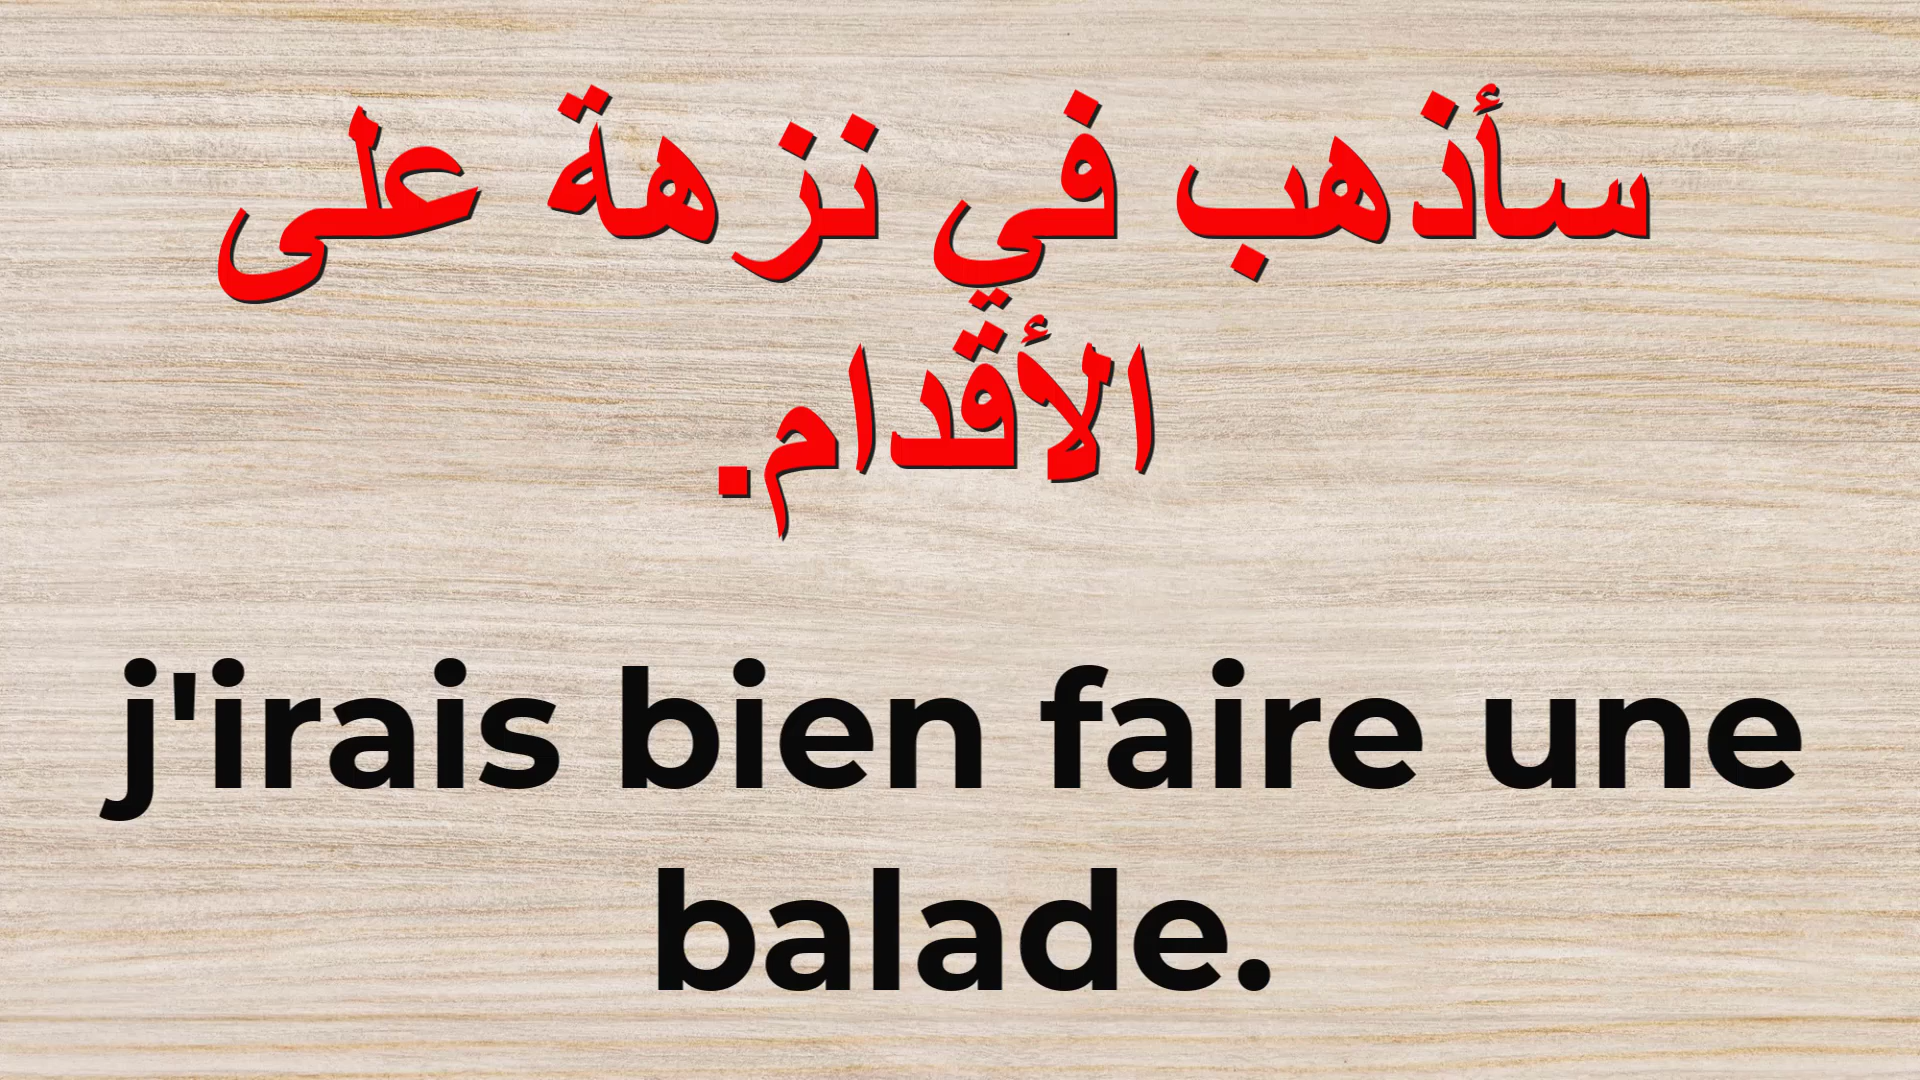 سأذهب في نزهة على
الأقدام.
j'irais bien faire une
balade.